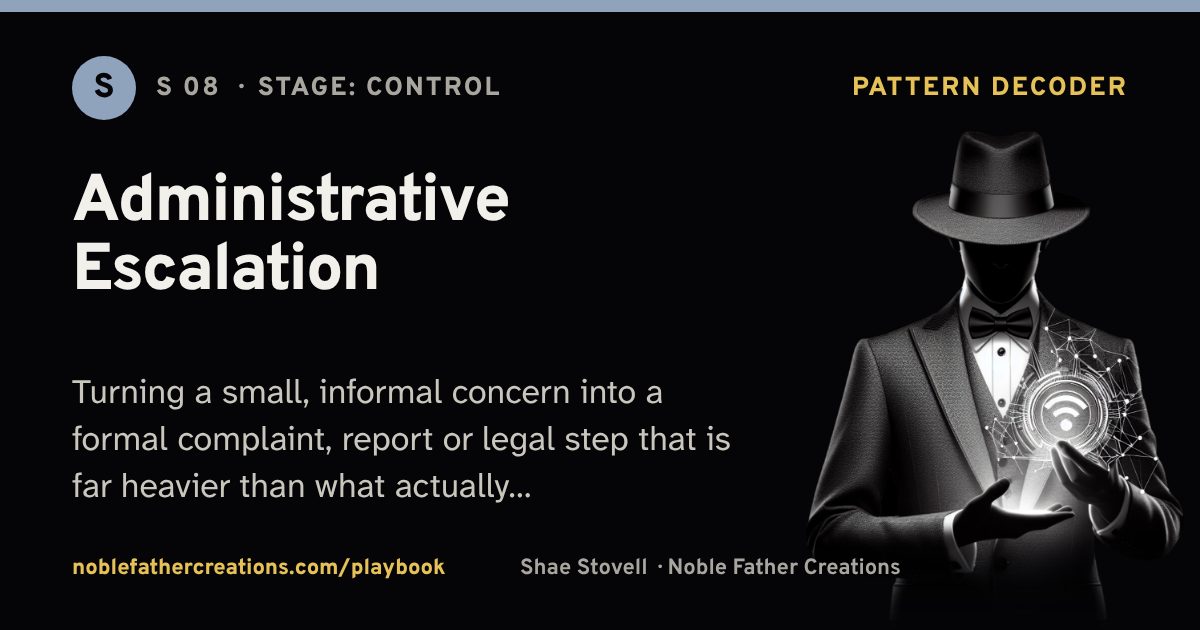 S
S 08 · STAGE: CONTROL
PATTERN DECODER
Administrative
Escalation
Turning a small, informal concern into a
formal complaint, report or legal step that is
far heavier than what actually...
noblefathercreations.com/playbook
Shae Stovell · Noble Father Creations